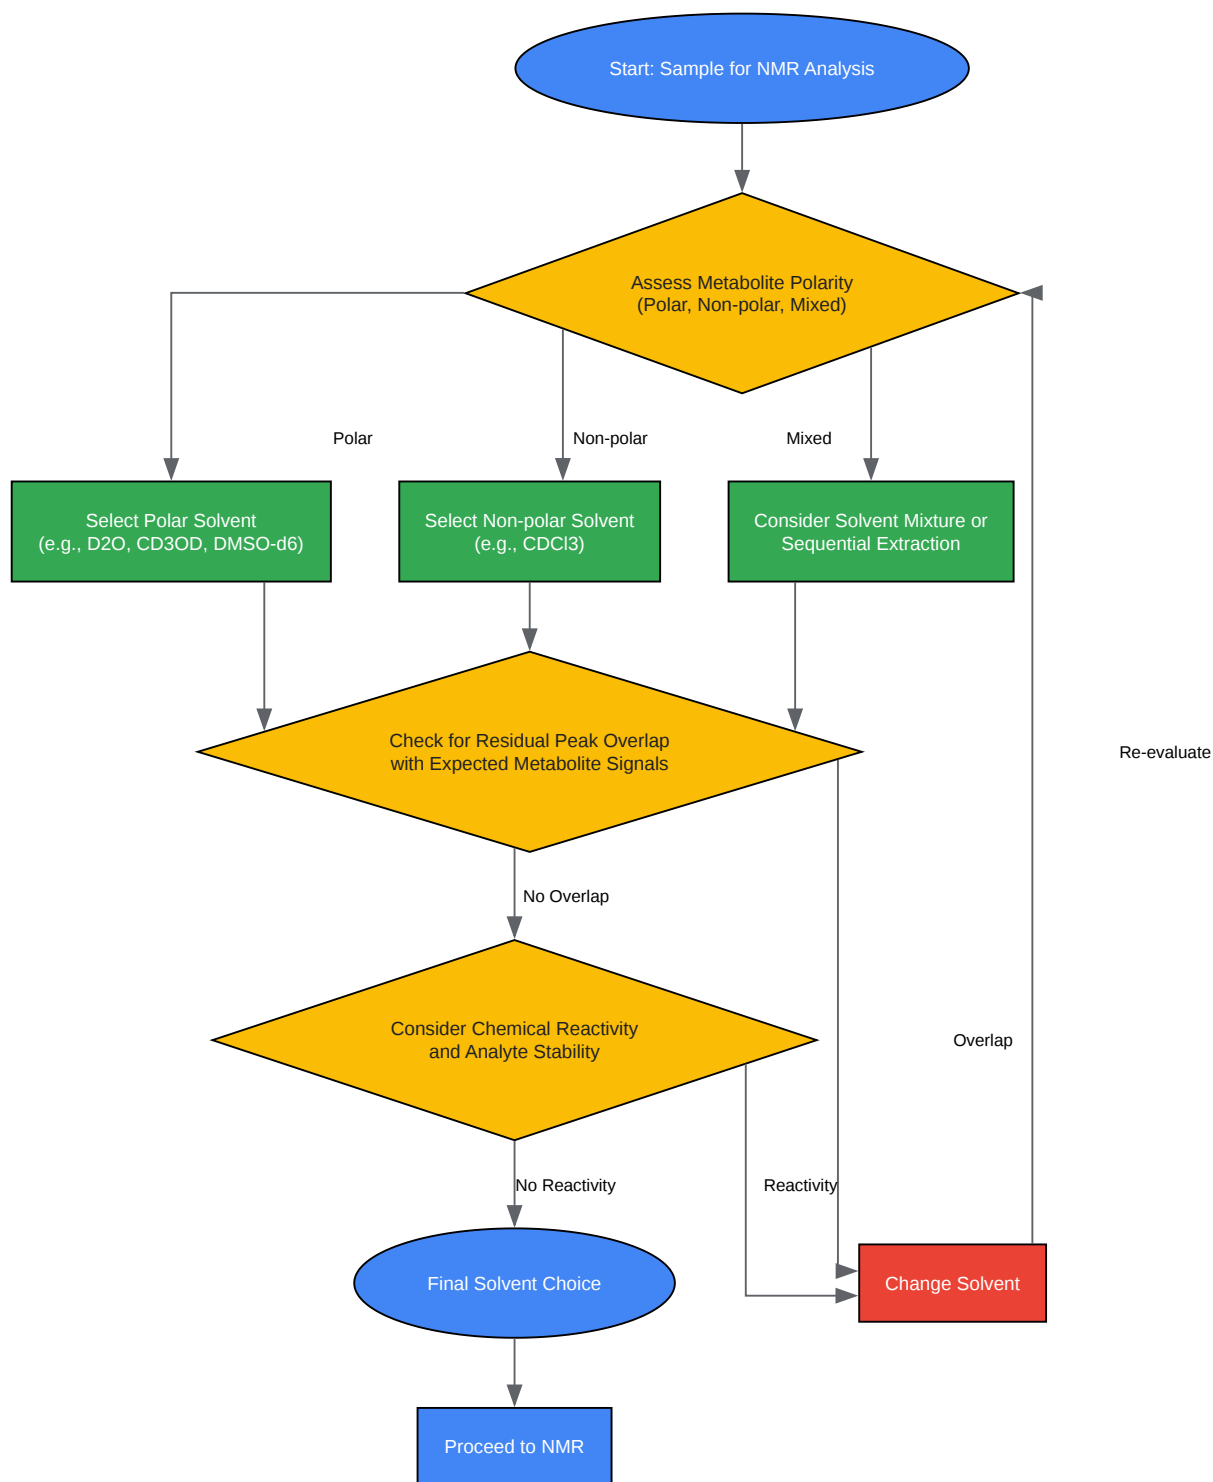 Start: Sample for NMR Analysis
Assess Metabolite Polarity
(Polar, Non-polar, Mixed)
Polar
Non-polar
Mixed
Select Polar Solvent
(e.g., D2O, CD3OD, DMSO-d6)
Select Non-polar Solvent
(e.g., CDCl3)
Consider Solvent Mixture or
Sequential Extraction
Check for Residual Peak Overlap
with Expected Metabolite Signals
Re-evaluate
No Overlap
Consider Chemical Reactivity
and Analyte Stability
Overlap
No Reactivity
Reactivity
Final Solvent Choice
Change Solvent
Proceed to NMR